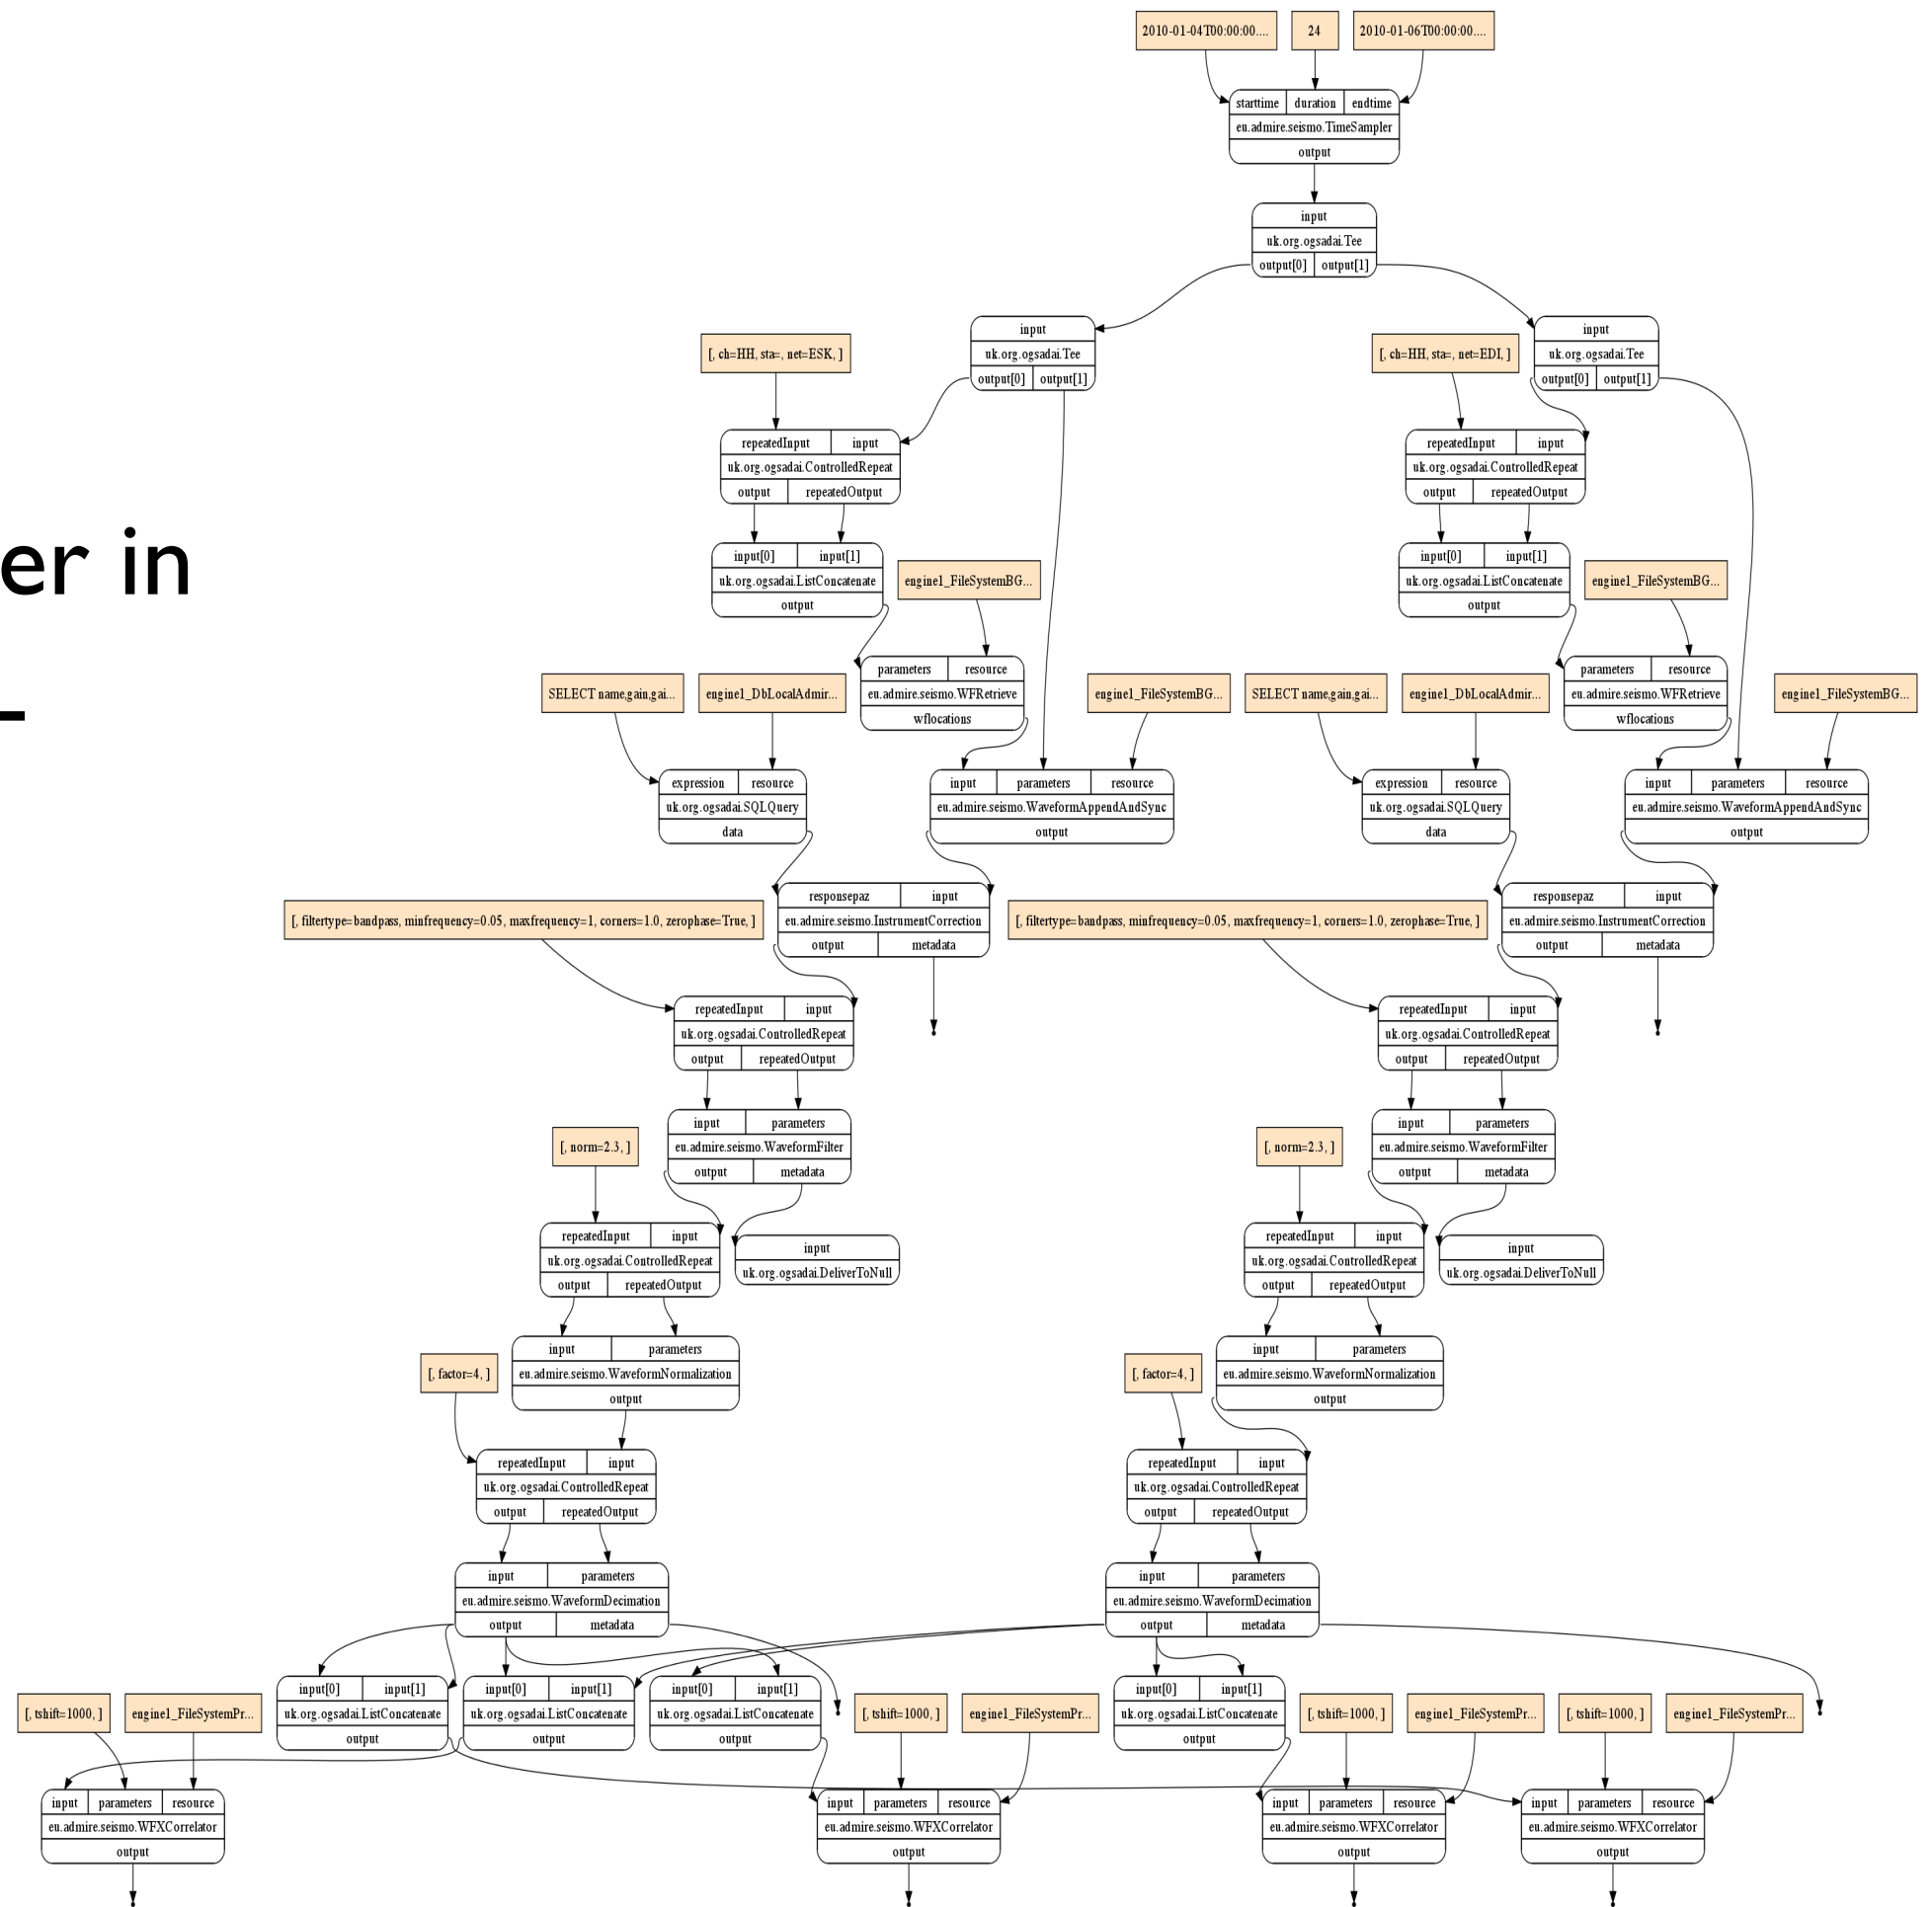 2010-01-04T00:00:00....
24
2010-01-06T00:00:00....
starttime duration endtime
eu.admire.seismo.TimeSampler
output
input
uk.org.ogsadai.Tee
output[0] output[1]
input
uk.org.ogsadai.Tee
output[0] output[1]
input
uk.org.ogsadai.Tee
output[0] output[1]
[, ch=HH, sta=, net=ESK, ]
[, ch=HH, sta=, net=EDI, ]
repeatedInput input
uk.org.ogsadai.ControlledRepeat
output repeatedOutput
repeatedInput input
uk.org.ogsadai.ControlledRepeat
output repeatedOutput
er in
-
input[0] input[1]
uk.org.ogsadai.ListConcatenate
output
engine1_FileSystemBG...
input[0] input[1]
uk.org.ogsadai.ListConcatenate
output
engine1_FileSystemBG...
SELECT name,gain,gai...
engine1_DbLocalAdmir...
parameters resource
eu.admire.seismo.WFRetrieve
wflocations
engine1_FileSystemBG...
SELECT name,gain,gai...
engine1_DbLocalAdmir...
parameters resource
eu.admire.seismo.WFRetrieve
wflocations
engine1_FileSystemBG...
expression resource
uk.org.ogsadai.SQLQuery
data
input parameters resource
eu.admire.seismo.WaveformAppendAndSync
output
expression resource
uk.org.ogsadai.SQLQuery
data
input parameters resource
eu.admire.seismo.WaveformAppendAndSync
output
[, filtertype=bandpass, minfrequency=0.05, maxfrequency=1, corners=1.0, zerophase=True, ]
responsepaz input
eu.admire.seismo.InstrumentCorrection
output metadata
[, filtertype=bandpass, minfrequency=0.05, maxfrequency=1, corners=1.0, zerophase=True, ]
responsepaz input
eu.admire.seismo.InstrumentCorrection
output metadata
repeatedInput input
uk.org.ogsadai.ControlledRepeat
output repeatedOutput
repeatedInput input
uk.org.ogsadai.ControlledRepeat
output repeatedOutput
[, norm=2.3, ]
input parameters
eu.admire.seismo.WaveformFilter
output metadata
[, norm=2.3, ]
input parameters
eu.admire.seismo.WaveformFilter
output metadata
repeatedInput input
uk.org.ogsadai.ControlledRepeat
output repeatedOutput
input
uk.org.ogsadai.DeliverToNull
repeatedInput input
uk.org.ogsadai.ControlledRepeat
output repeatedOutput
input
uk.org.ogsadai.DeliverToNull
[, factor=4, ]
input parameters
eu.admire.seismo.WaveformNormalization
output
[, factor=4, ]
input parameters
eu.admire.seismo.WaveformNormalization
output
repeatedInput input
uk.org.ogsadai.ControlledRepeat
output repeatedOutput
repeatedInput input
uk.org.ogsadai.ControlledRepeat
output repeatedOutput
input parameters
eu.admire.seismo.WaveformDecimation
output metadata
input parameters
eu.admire.seismo.WaveformDecimation
output metadata
[, tshift=1000, ]
engine1_FileSystemPr...
input[0] input[1]
uk.org.ogsadai.ListConcatenate
output
input[0] input[1]
uk.org.ogsadai.ListConcatenate
output
input[0] input[1]
uk.org.ogsadai.ListConcatenate
output
[, tshift=1000, ]
engine1_FileSystemPr...
input[0] input[1]
uk.org.ogsadai.ListConcatenate
output
[, tshift=1000, ]
engine1_FileSystemPr...
[, tshift=1000, ]
engine1_FileSystemPr...
input parameters resource
eu.admire.seismo.WFXCorrelator
output
input parameters resource
eu.admire.seismo.WFXCorrelator
output
input parameters resource
eu.admire.seismo.WFXCorrelator
output
input parameters resource
eu.admire.seismo.WFXCorrelator
output